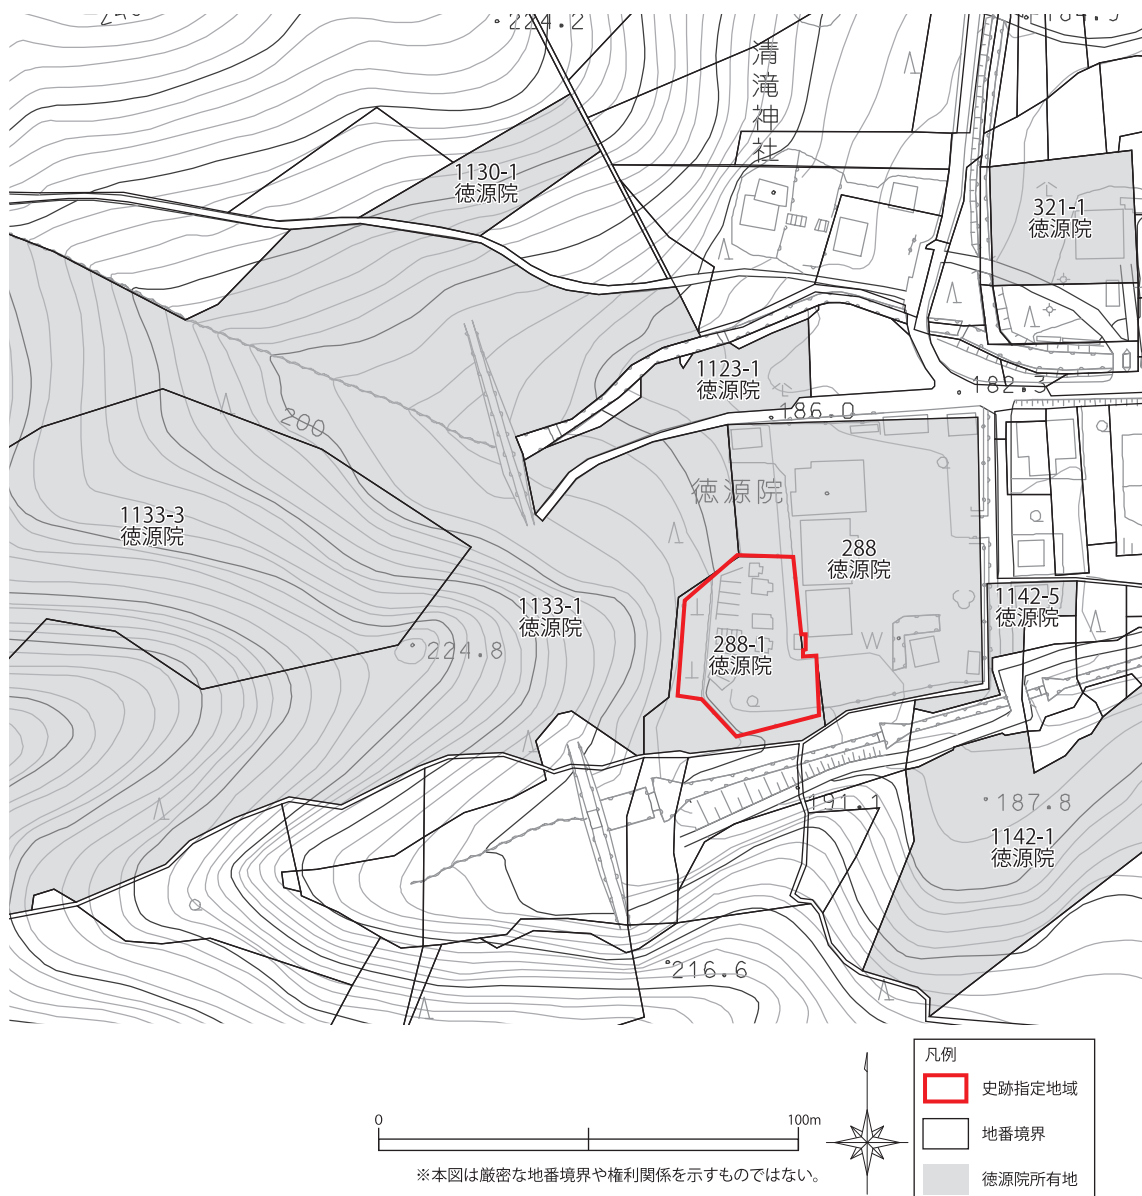 224.2
清滝神社
1130-1
徳源院
321-1
徳源院
1123-1
徳源院
182.3
186.0
200
徳源院
1133-3
徳源院
288
徳源院
1133-1
徳源院
1142-5
徳源院
224.8
288-1
徳源院
191.1
187.8
1142-1
徳源院
216.6
0
100m
※本図は厳密な地番境界や権利関係を示すものではない。
凡例
史跡指定地域
地番境界
徳源院所有地